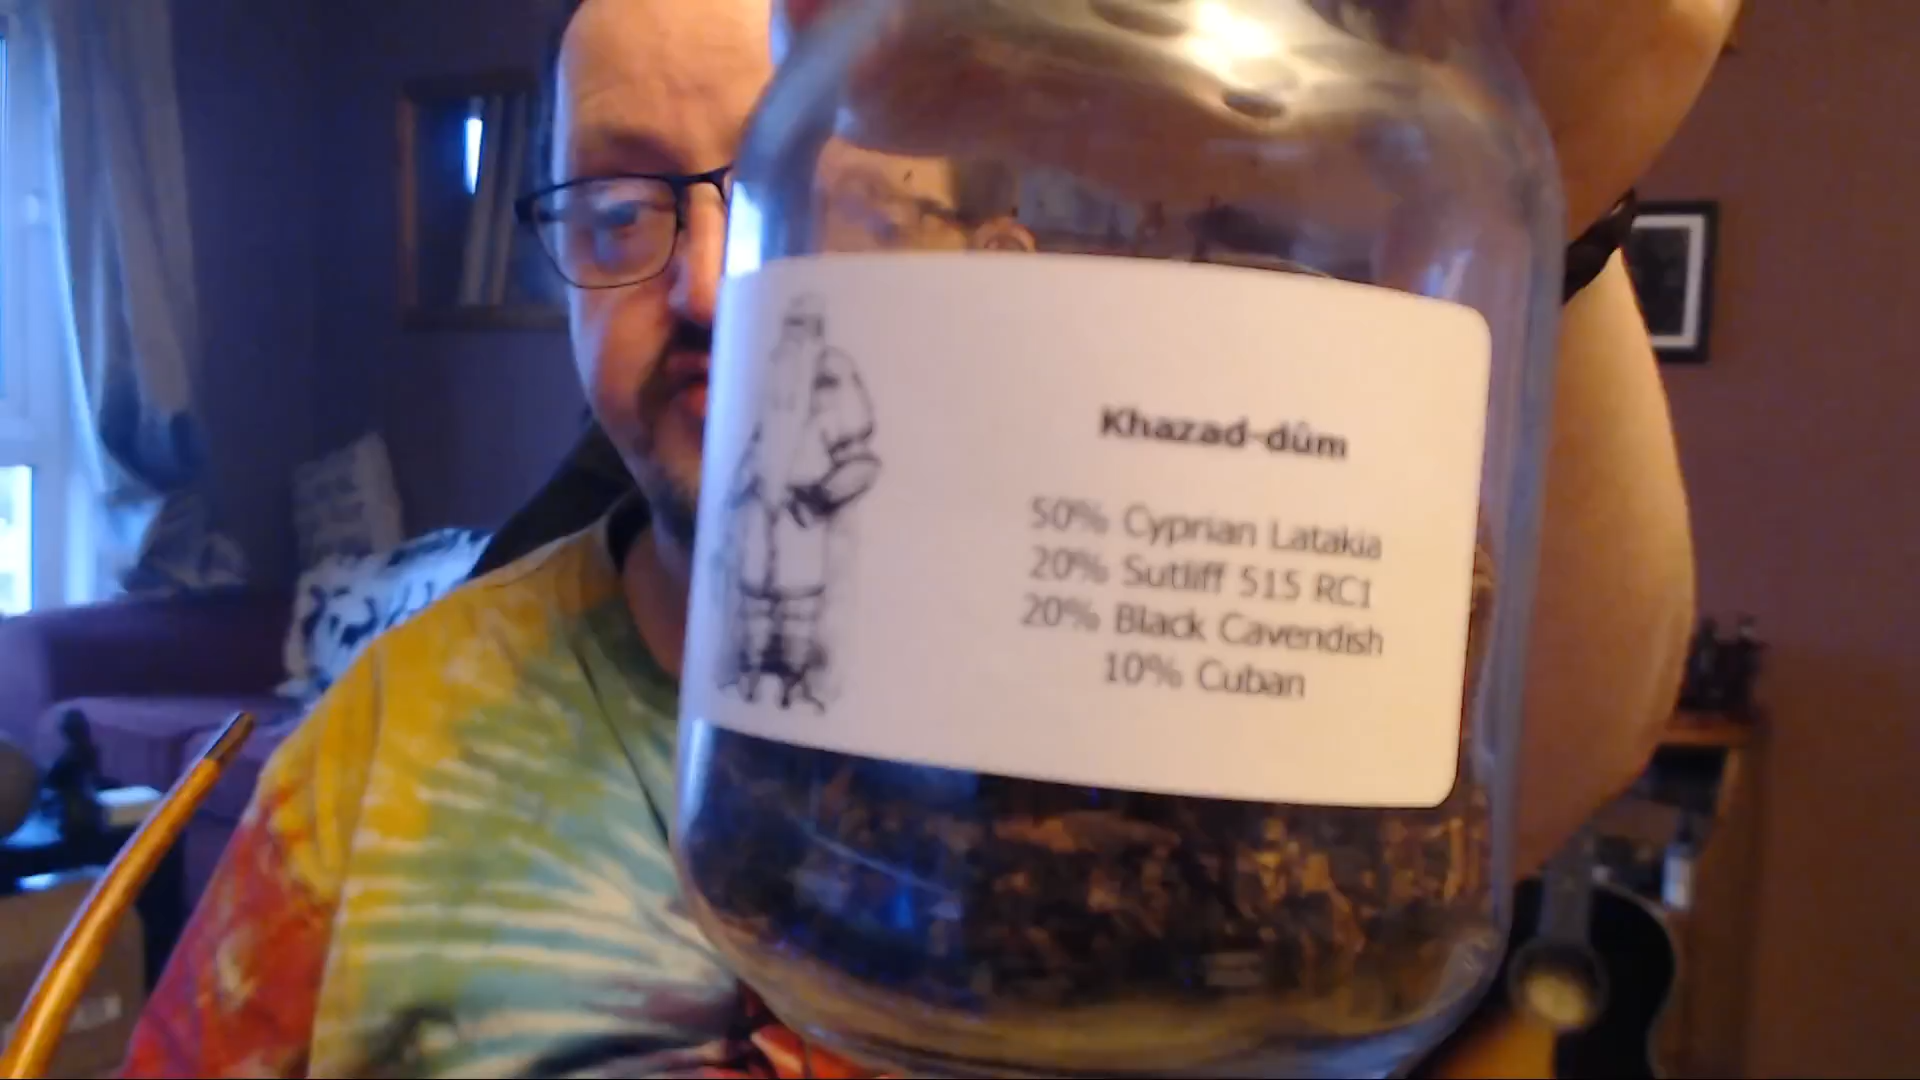 Khazad-dûm
50% Cyprian Latakia
20% Sutliff 515 RC1
20% Black Cavendish
10% Cuban